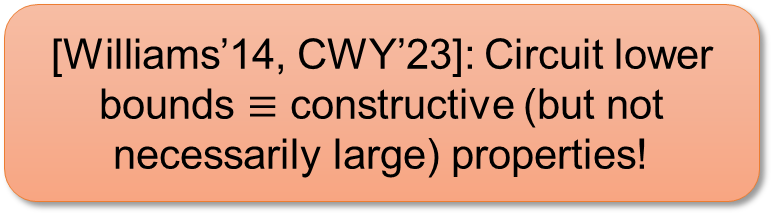 [Williams’14, CWY’23]: Circuit lower
bounds ≡ constructive (but not
necessarily large) properties!